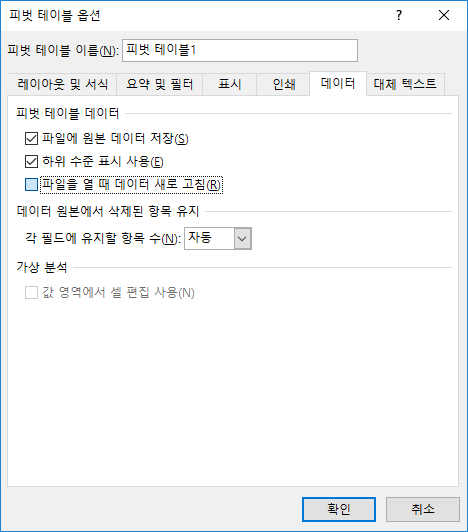 피벗 테이블 옵션 ?
피벗 테이블 이름(N): 피벗 테이블1
레이아웃 및 서식 요약 및 필터 표시 인쇄 데이터 대체 텍스트
피벗 테이블 데이터
파일에 원본 데이터 저장(S)
하위 수준 표시 사용(E)
파일을 열 때 데이터 새로 고침(R)
데이터 원본에서 삭제된 항목 유지
각 필드에 유지할 항목 수(N): 자동
가상 분석
값 영역에서 셀 편집 사용(N)
확인 취소